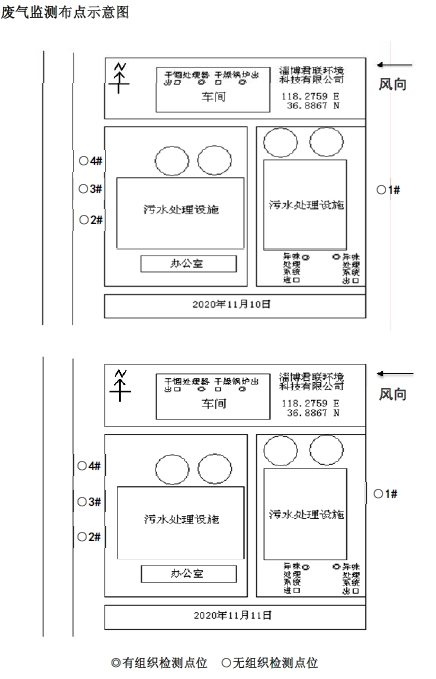 废气监测布点示意图
N
干燥处理器 干燥锅炉出
出口 口
车间
淄博君联环境
科技有限公司
118.2759 E
36.8867 N
风向
○4#
○3#
○2#
污水处理设施
污水处理设施
○1#
办公室
异味◎
处理
系统
进口
◎异味
处理
系统
出口
2020年11月10日
N
干燥处理器 干燥锅炉出
出口 口
车间
淄博君联环境
科技有限公司
118.2759 E
36.8867 N
风向
○4#
○3#
○2#
污水处理设施
污水处理设施
○1#
办公室
异味◎
处理
系统
进口
◎异味
处理
系统
出口
2020年11月11日
◎有组织检测点位 ○无组织检测点位